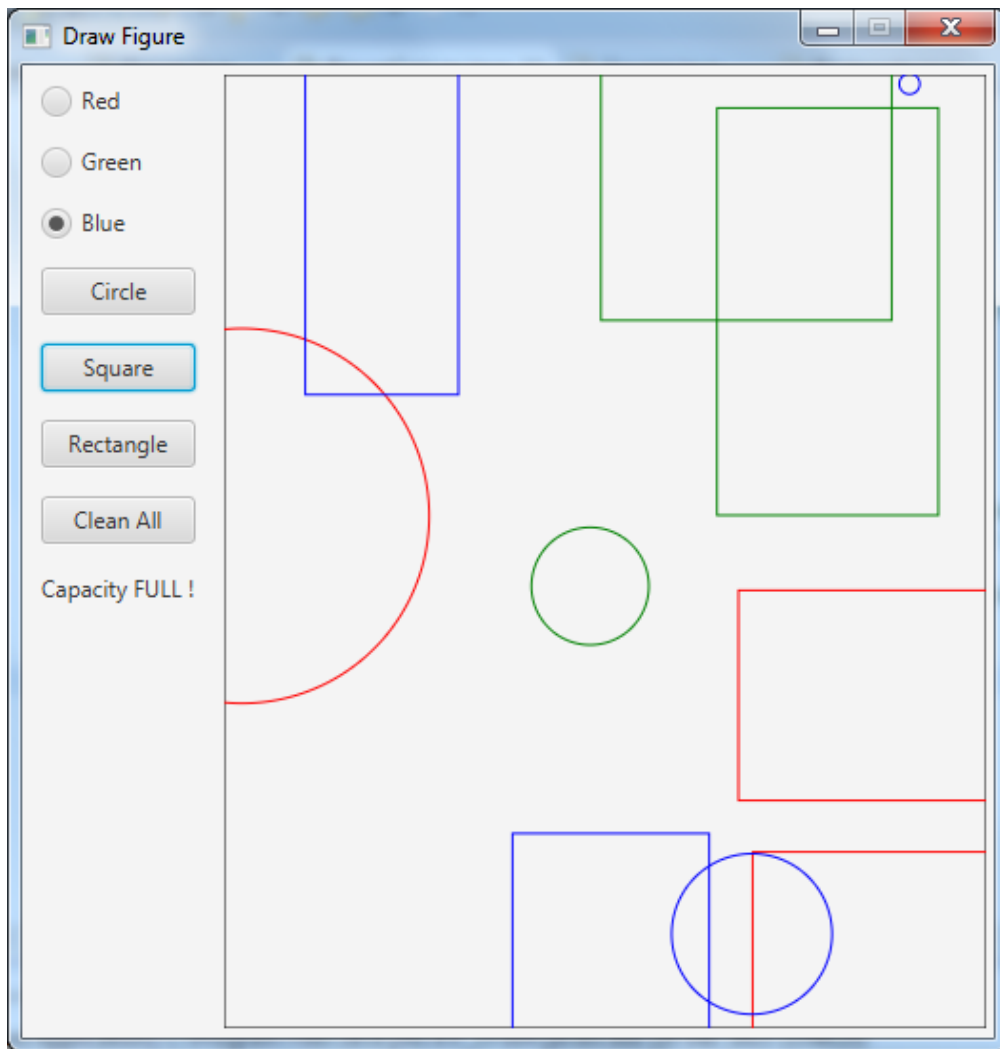 Draw Figure
Red
Green
Blue
Circle
Square
Rectangle
Clean All
Capacity FULL !